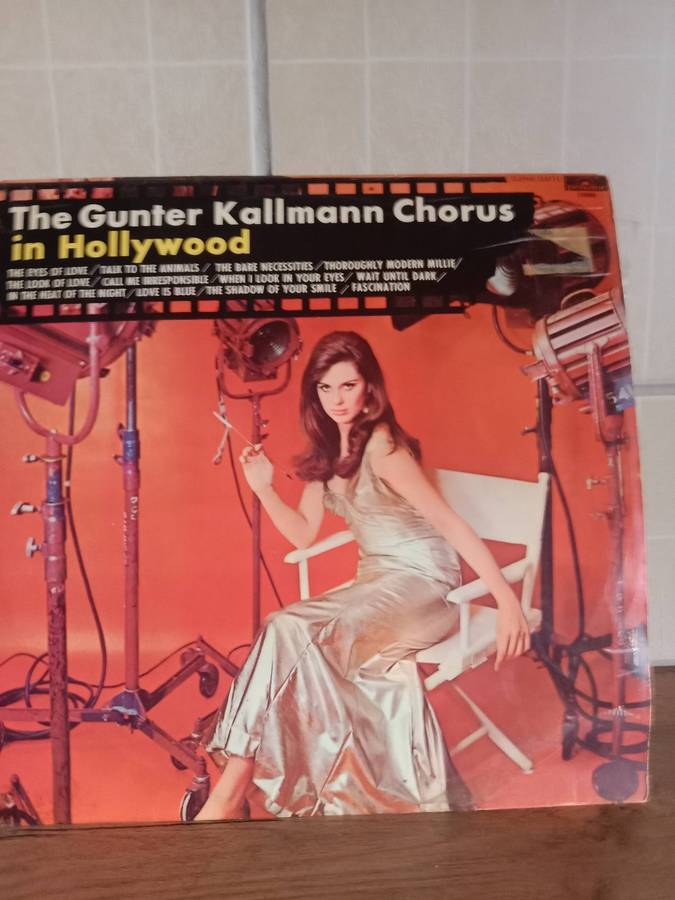 The Gunter Kallmann Chorus
in Hollywood
THE EYES OF LOVE / TALK TO THE ANIMALS / THE BARE NECESSITIES / THOROUGHLY MODERN MILLIE /
THE LOOK OF LOVE / CALL ME IRRESPONSIBLE / WHEN I LOOK IN YOUR EYES / WAIT UNTIL DARK /
IN THE HEAT OF THE NIGHT / LOVE IS BLUE / THE SHADOW OF YOUR SMILE / FASCINATION